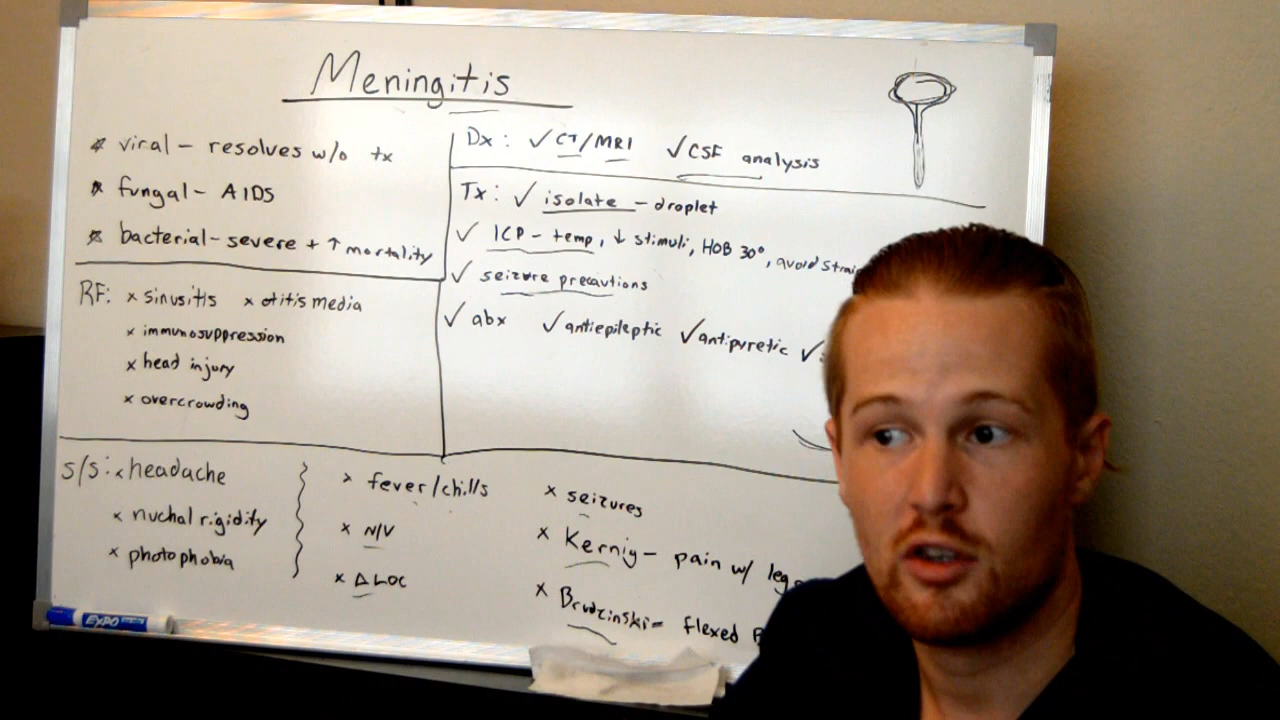 Meningitis
* viral – resolves w/o tx
* fungal – AIDS
* bacterial – severe + ↑ mortality
RF: x sinusitis x otitis media
x immunosuppression
x head injury
x overcrowding
Dx: ✓ CT/MRI ✓ CSF analysis
Tx: ✓ isolate – droplet
✓ ICP – temp, ↓ stimuli, HOB 30°, avoid
✓ seizure precautions
✓ abx ✓ antiepileptic ✓ antipyretic ✓
s/s: x headache
x nuchal rigidity
x photophobia
x fever/chills
x N/V
x Δ LOC
x seizures
x Kernig – pain w/ leg
x Brudzinski = flexed
EXPO